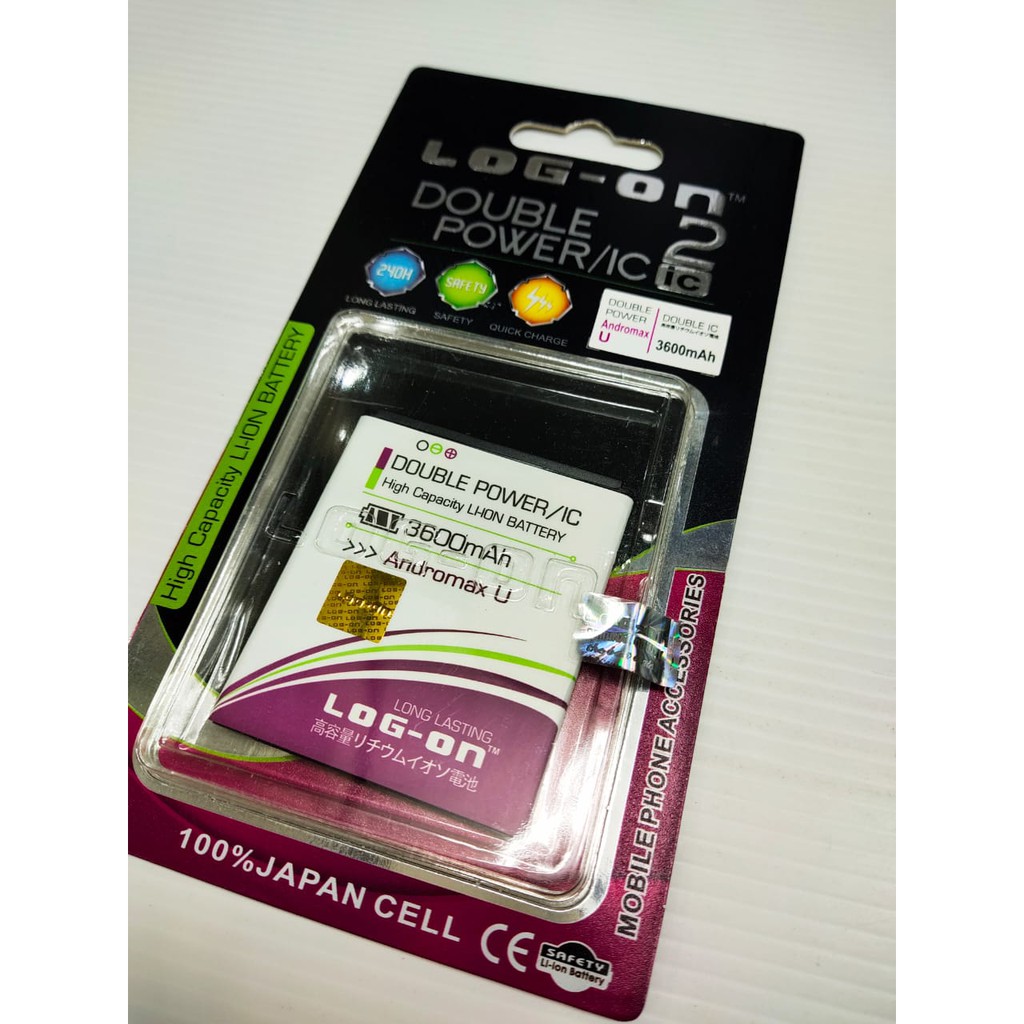 LOG-On™
DOUBLE
POWER/IC
2
ic
240H
LONG LASTING
SAFETY
SAFETY
QUICK CHARGE
DOUBLE
POWER
Andromax
U
DOUBLE IC
3600mAh
High Capacity LI-ION BATTERY
DOUBLE POWER/IC
High Capacity LI-ION BATTERY
3600mAh
>>> Andromax U
LONG LASTING
LOG-On™
高容量リチウムイオソ電池
MOBILE PHONE ACCESSORIES
100%JAPAN CELL
CE
SAFETY
Li-ion Battery